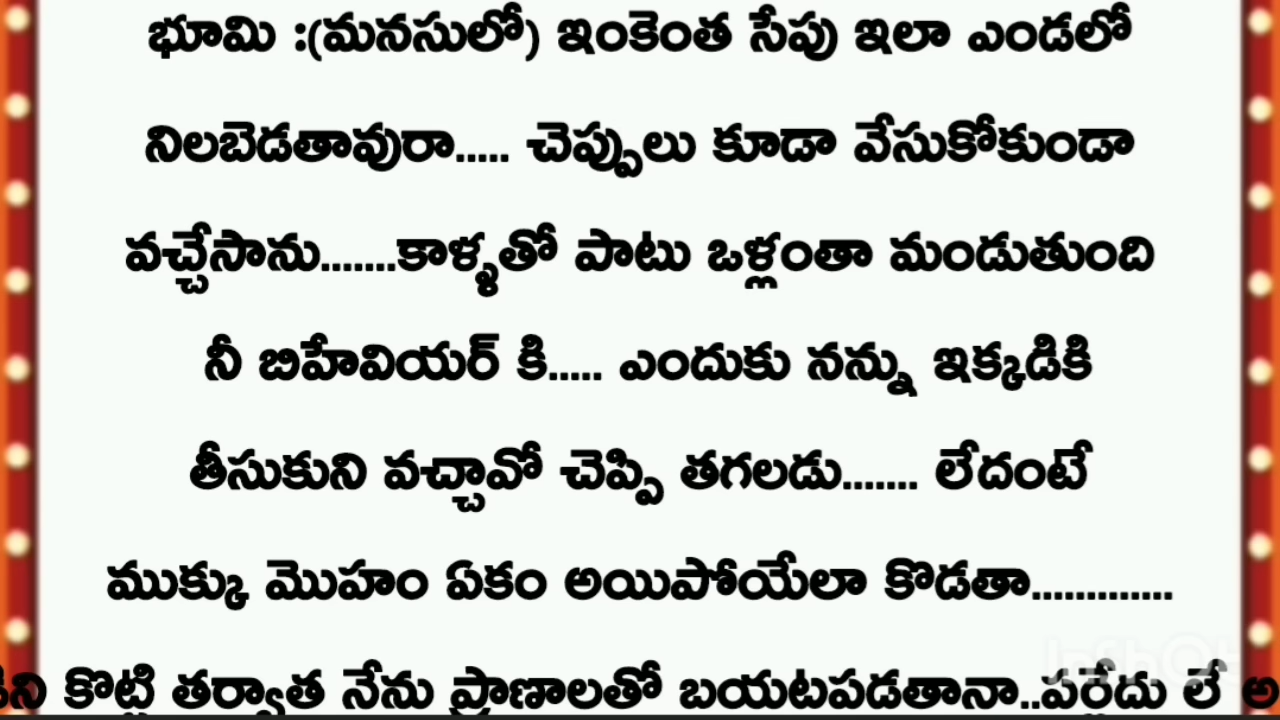 భూమి :(మనసులో) ఇంకెంత సేపు ఇలా ఎండలో
నిలబెడతావురా..... చెప్పులు కూడా వేసుకోకుండా
వచ్చేసాను.......కాళ్ళతో పాటు ఒళ్లంతా మండుతుంది
నీ బిహేవియర్ కి..... ఎందుకు నన్ను ఇక్కడికి
తీసుకుని వచ్చావో చెప్పి తగలడు....... లేదంటే
ముక్కు మొహం ఏకం అయిపోయేలా కొడతా.............
కొట్టి తర్వాత నేను ప్రాణాలతో బయటపడతానా..పర్లేదు లే